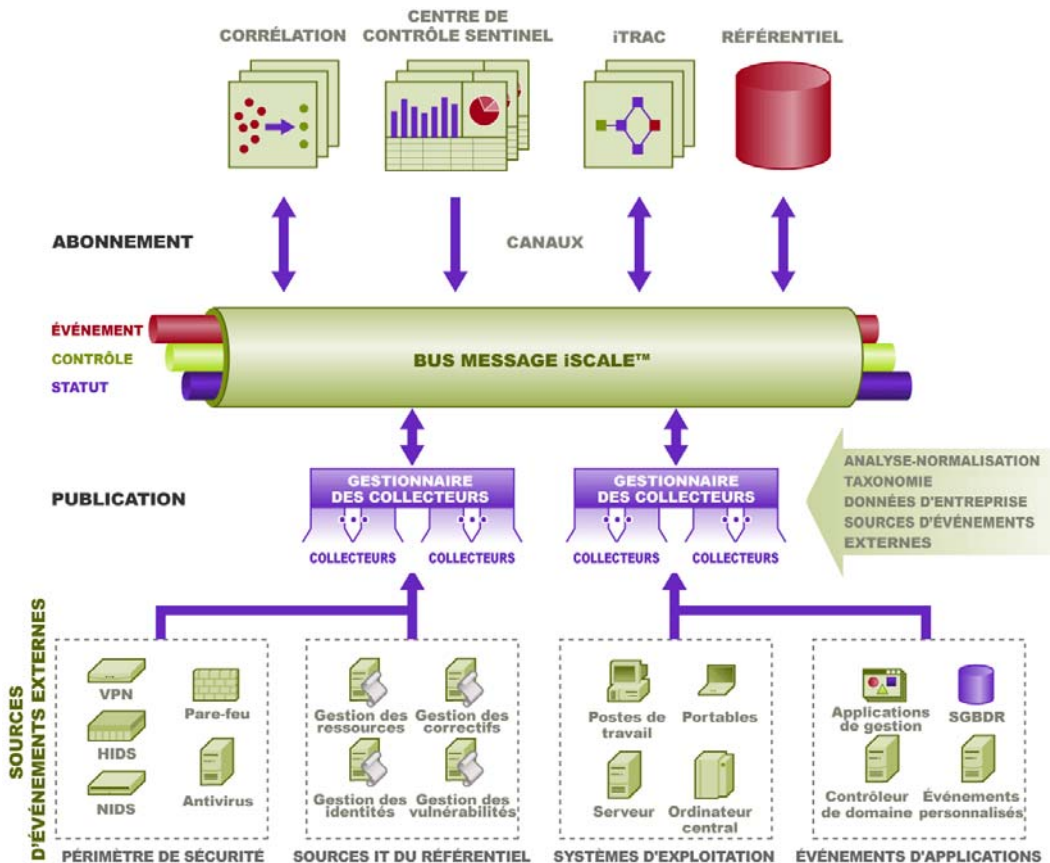 CORRÉLATION
CENTRE DE
CONTRÔLE SENTINEL
iTRAC
RÉFÉRENTIEL
ABONNEMENT
CANAUX
ÉVÉNEMENT
CONTRÔLE
STATUT
BUS MESSAGE iSCALE™
PUBLICATION
GESTIONNAIRE
DES COLLECTEURS
COLLECTEURS
COLLECTEURS
GESTIONNAIRE
DES COLLECTEURS
COLLECTEURS
COLLECTEURS
ANALYSE-NORMALISATION
TAXONOMIE
DONNÉES D'ENTREPRISE
SOURCES D'ÉVÉNEMENTS
EXTERNES
SOURCES
D'ÉVÉNEMENTS EXTERNES
VPN
HIDS
NIDS
Pare-feu
Antivirus
PÉRIMÈTRE DE SÉCURITÉ
Gestion des
ressources
Gestion des
correctifs
Gestion des
identités
Gestion des
vulnérabilités
SOURCES IT DU RÉFÉRENTIEL
Postes de
travail
Portables
Serveur
Ordinateur
central
SYSTÈMES D'EXPLOITATION
Applications
de gestion
SGBDR
Contrôleur
de domaine
Événements
personnalisés
ÉVÉNEMENTS D'APPLICATIONS